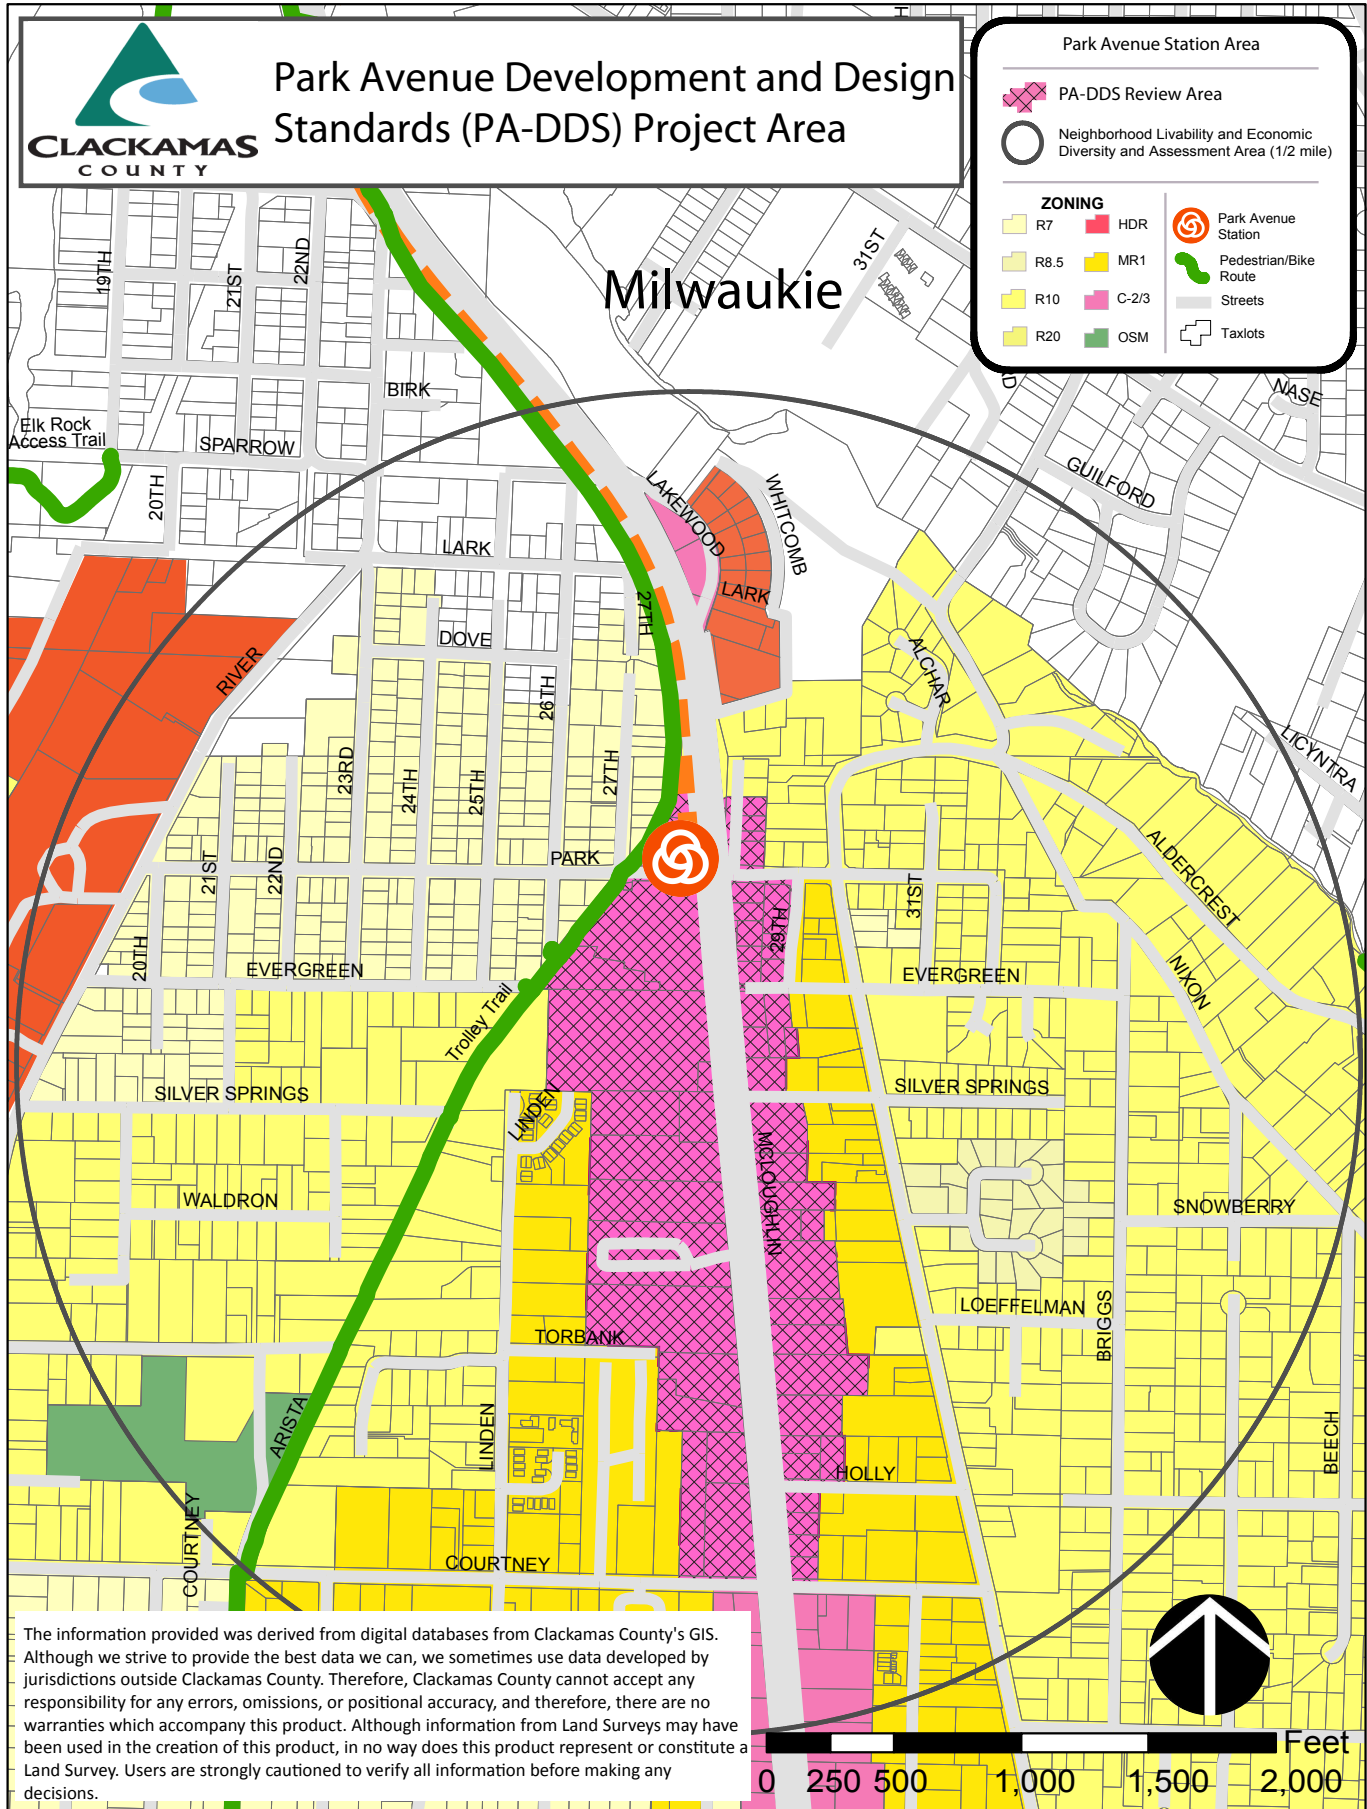 CLACKAMAS
COUNTY
Park Avenue Development and Design
Standards (PA-DDS) Project Area
Park Avenue Station Area
PA-DDS Review Area
Neighborhood Livability and Economic
Diversity and Assessment Area (1/2 mile)
ZONING
R7
R8.5
R10
R20
HDR
MR1
C-2/3
OSM
Park Avenue
Station
Pedestrian/Bike
Route
Streets
Taxlots
Milwaukie
19TH
21ST
22ND
31ST
H
RD
NASE
BIRK
Elk Rock
Access Trail
SPARROW
20TH
LARK
LAKEWOOD
WHITCOMB
GUILFORD
LARK
27TH
DOVE
RIVER
26TH
ALCHAR
LICYNTRA
23RD
24TH
25TH
27TH
21ST
22ND
PARK
31ST
ALDERCREST
29TH
20TH
EVERGREEN
Trolley Trail
EVERGREEN
NIXON
SILVER SPRINGS
LINDEN
SILVER SPRINGS
MCLOUGHLIN
WALDRON
SNOWBERRY
LOEFFELMAN
BRIGGS
TORBANK
ARISTA
LINDEN
HOLLY
BEECH
COURTNEY
COURTNEY
The information provided was derived from digital databases from Clackamas County's GIS.
Although we strive to provide the best data we can, we sometimes use data developed by
jurisdictions outside Clackamas County. Therefore, Clackamas County cannot accept any
responsibility for any errors, omissions, or positional accuracy, and therefore, there are no
warranties which accompany this product. Although information from Land Surveys may have
been used in the creation of this product, in no way does this product represent or constitute a
Land Survey. Users are strongly cautioned to verify all information before making any
decisions.
Feet
0 250 500 1,000 1,500 2,000